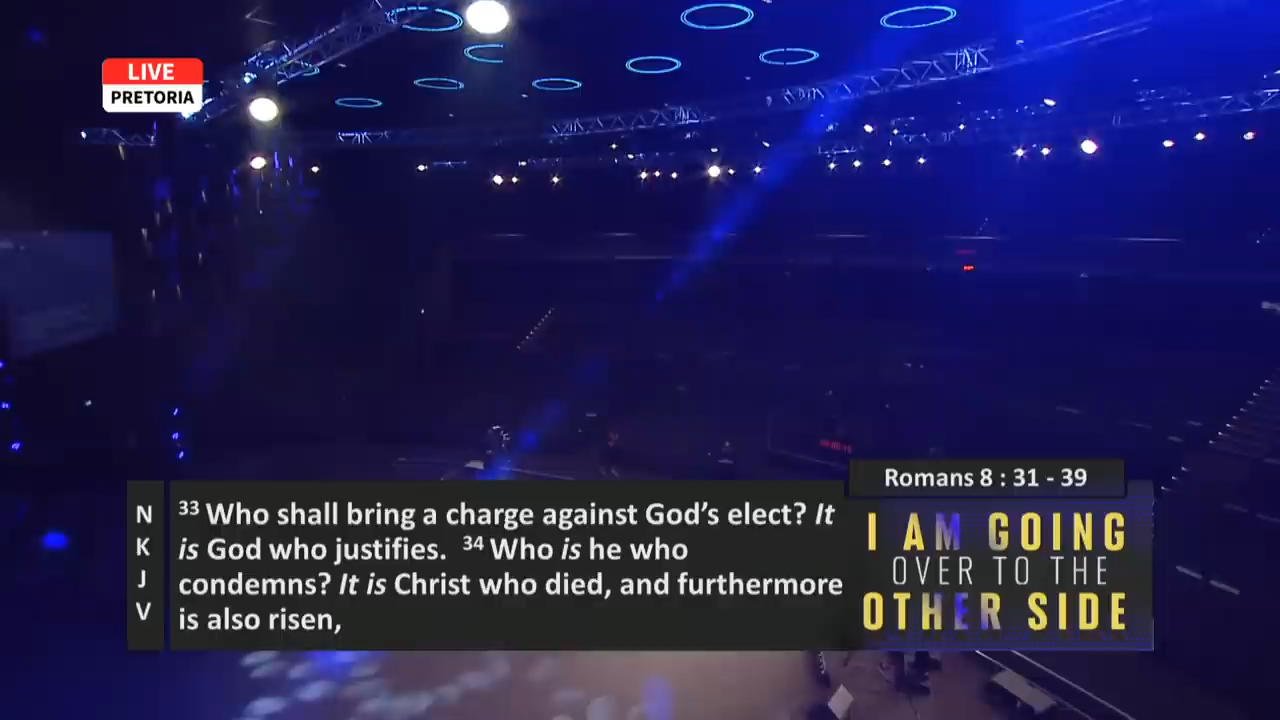 LIVE
PRETORIA
Romans 8 : 31 - 39
N
K
J
V
33 Who shall bring a charge against God’s elect? It
is God who justifies. 34 Who is he who
condemns? It is Christ who died, and furthermore
is also risen,
I AM GOING
OVER TO THE
OTHER SIDE